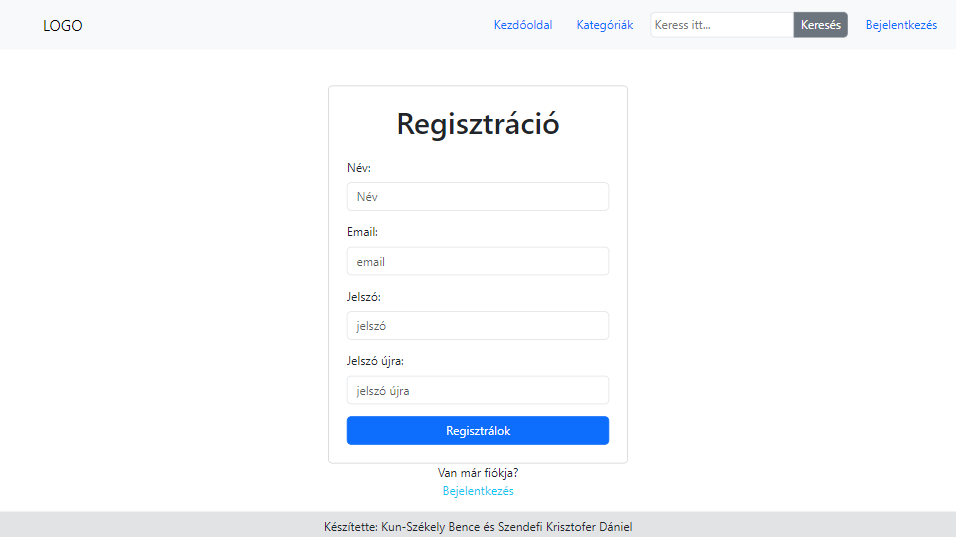 LOGO Kezdőoldal Kategóriák Keress itt... Keresés Bejelentkezés
Regisztráció
Név:
Név
Email:
email
Jelszó:
jelszó
Jelszó újra:
jelszó újra
Regisztrálok
Van már fiókja?
Bejelentkezés
Készítette: Kun-Székely Bence és Szendefi Krisztofer Dániel